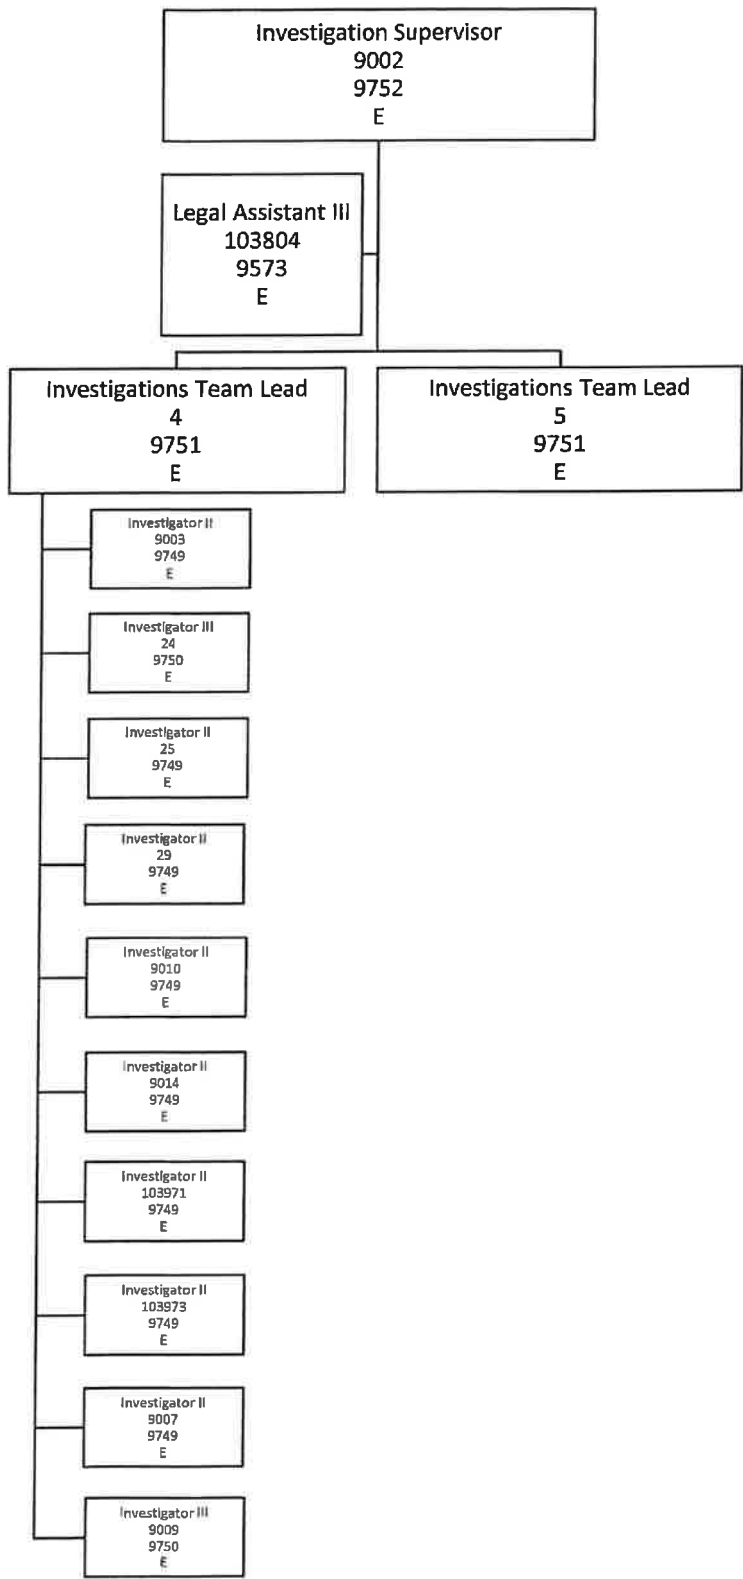 Investigation Supervisor
9002
9752
E
Legal Assistant III
103804
9573
E
Investigations Team Lead
4
9751
E
Investigations Team Lead
5
9751
E
Investigator II
9003
9749
E
Investigator III
24
9750
E
Investigator II
25
9749
E
Investigator II
29
9749
E
Investigator II
9010
9749
E
Investigator II
9014
9749
E
Investigator II
103971
9749
E
Investigator II
103973
9749
E
Investigator II
9007
9749
E
Investigator III
9009
9750
E